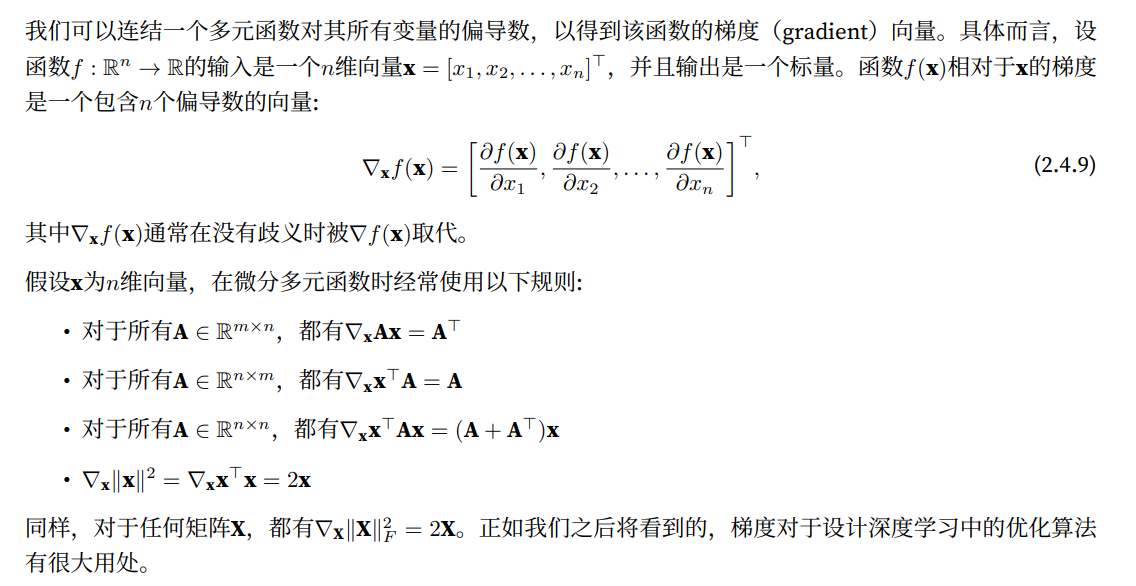 我们可以连结一个多元函数对其所有变量的偏导数，以得到该函数的梯度（gradient）向量。具体而言，设
函数$f : \mathbb{R}^n \to \mathbb{R}$的输入是一个$n$维向量$\mathbf{x} = [x_1, x_2, \ldots, x_n]^\top$，并且输出是一个标量。函数$f(\mathbf{x})$相对于$\mathbf{x}$的梯度
是一个包含$n$个偏导数的向量:
$\nabla_{\mathbf{x}} f(\mathbf{x}) = \left[ \frac{\partial f(\mathbf{x})}{\partial x_1}, \frac{\partial f(\mathbf{x})}{\partial x_2}, \ldots, \frac{\partial f(\mathbf{x})}{\partial x_n} \right]^\top,$ (2.4.9)
其中$\nabla_{\mathbf{x}} f(\mathbf{x})$通常在没有歧义时被$\nabla f(\mathbf{x})$取代。
假设$\mathbf{x}$为$n$维向量，在微分多元函数时经常使用以下规则:
• 对于所有$\mathbf{A} \in \mathbb{R}^{m \times n}$，都有$\nabla_{\mathbf{x}} \mathbf{A}\mathbf{x} = \mathbf{A}^\top$
• 对于所有$\mathbf{A} \in \mathbb{R}^{n \times m}$，都有$\nabla_{\mathbf{x}} \mathbf{x}^\top \mathbf{A} = \mathbf{A}$
• 对于所有$\mathbf{A} \in \mathbb{R}^{n \times n}$，都有$\nabla_{\mathbf{x}} \mathbf{x}^\top \mathbf{A}\mathbf{x} = (\mathbf{A} + \mathbf{A}^\top)\mathbf{x}$
• $\nabla_{\mathbf{x}} \|\mathbf{x}\|^2 = \nabla_{\mathbf{x}} \mathbf{x}^\top \mathbf{x} = 2\mathbf{x}$
同样，对于任何矩阵$\mathbf{X}$，都有$\nabla_{\mathbf{X}} \|\mathbf{X}\|_F^2 = 2\mathbf{X}$。正如我们之后将看到的，梯度对于设计深度学习中的优化算法
有很大用处。